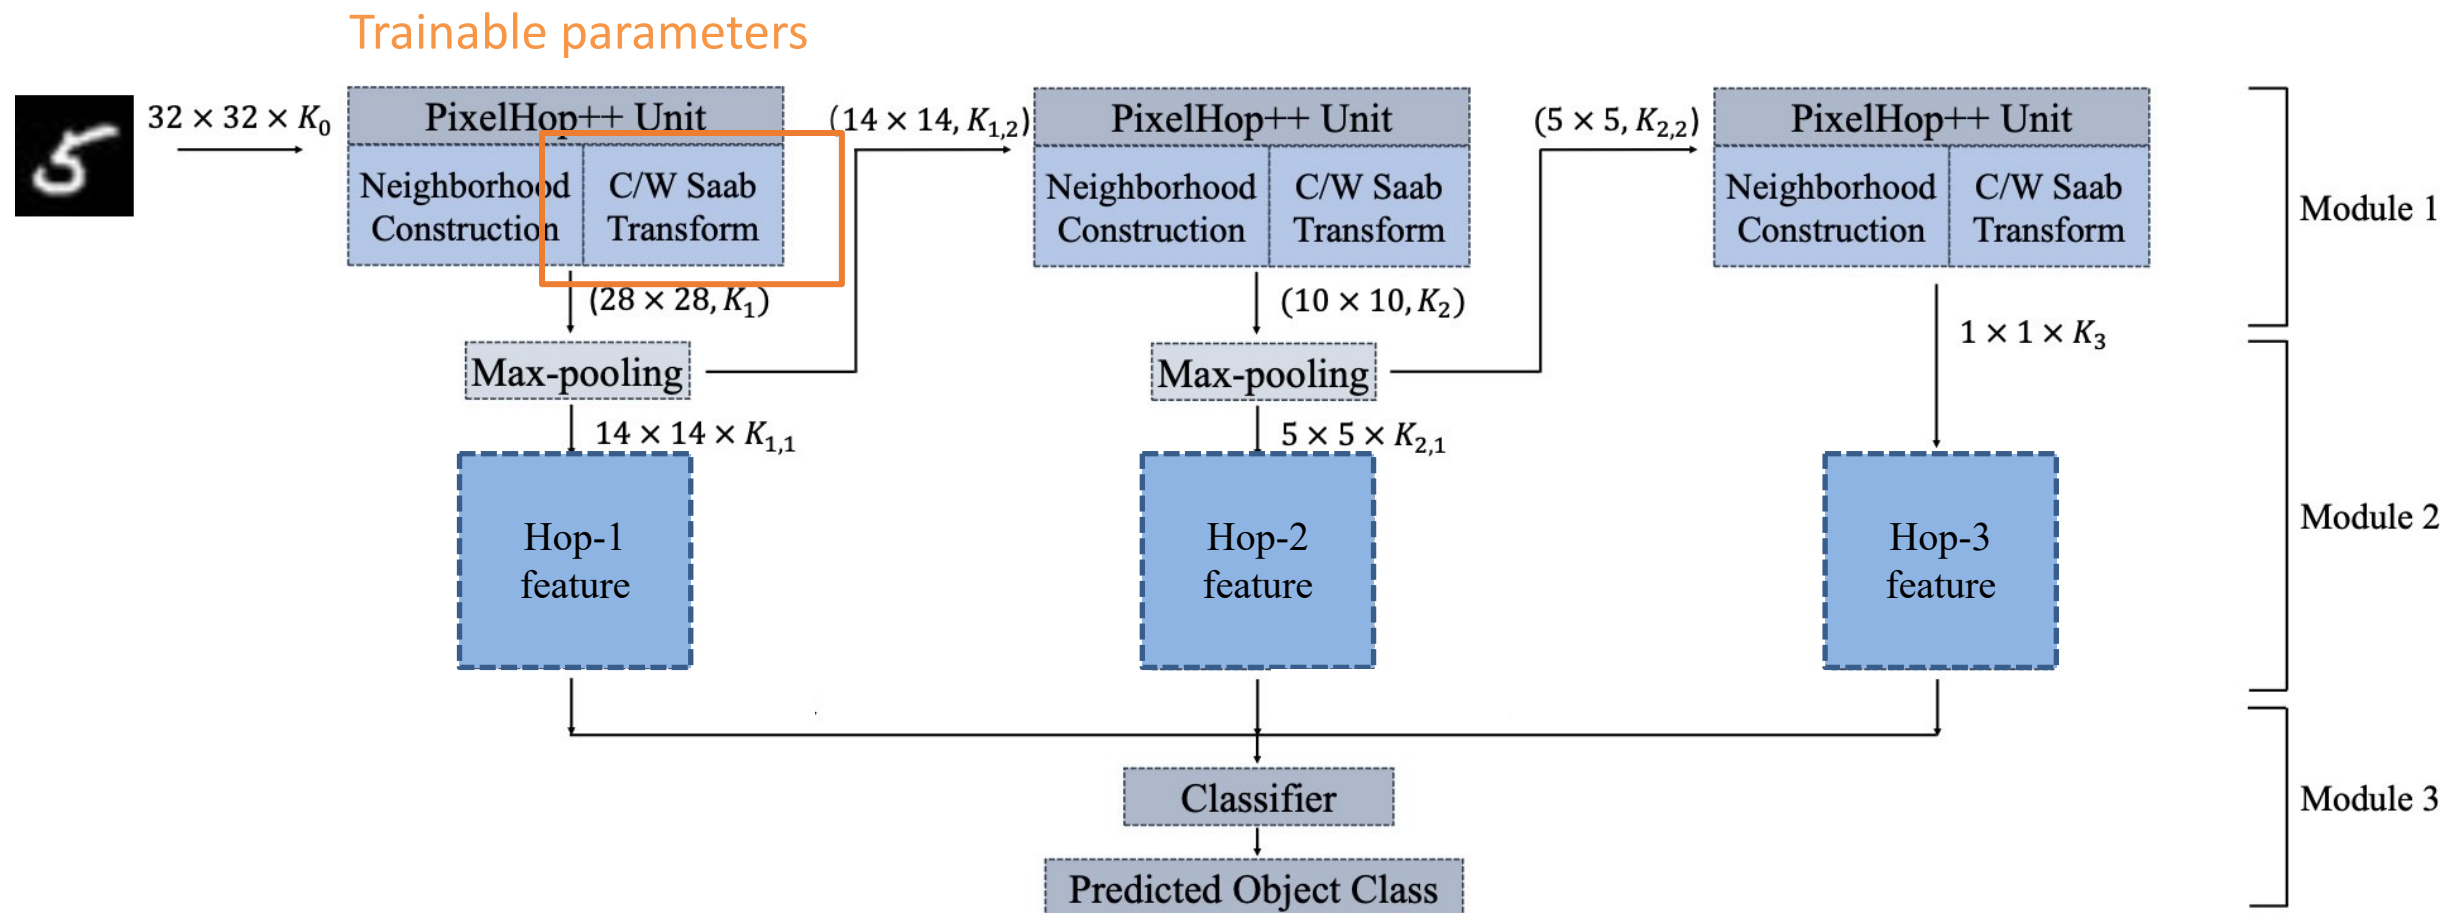 Trainable parameters
32 × 32 × K₀
PixelHop++ Unit
Neighborhood
Construction
C/W Saab
Transform
(14 × 14, K₁,₂)
PixelHop++ Unit
Neighborhood
Construction
C/W Saab
Transform
(5 × 5, K₂,₂)
PixelHop++ Unit
Neighborhood
Construction
C/W Saab
Transform
Module 1
(28 × 28, K₁)
(10 × 10, K₂)
1 × 1 × K₃
Max-pooling
Max-pooling
14 × 14 × K₁,₁
5 × 5 × K₂,₁
Hop-1
feature
Hop-2
feature
Hop-3
feature
Module 2
Classifier
Module 3
Predicted Object Class
5